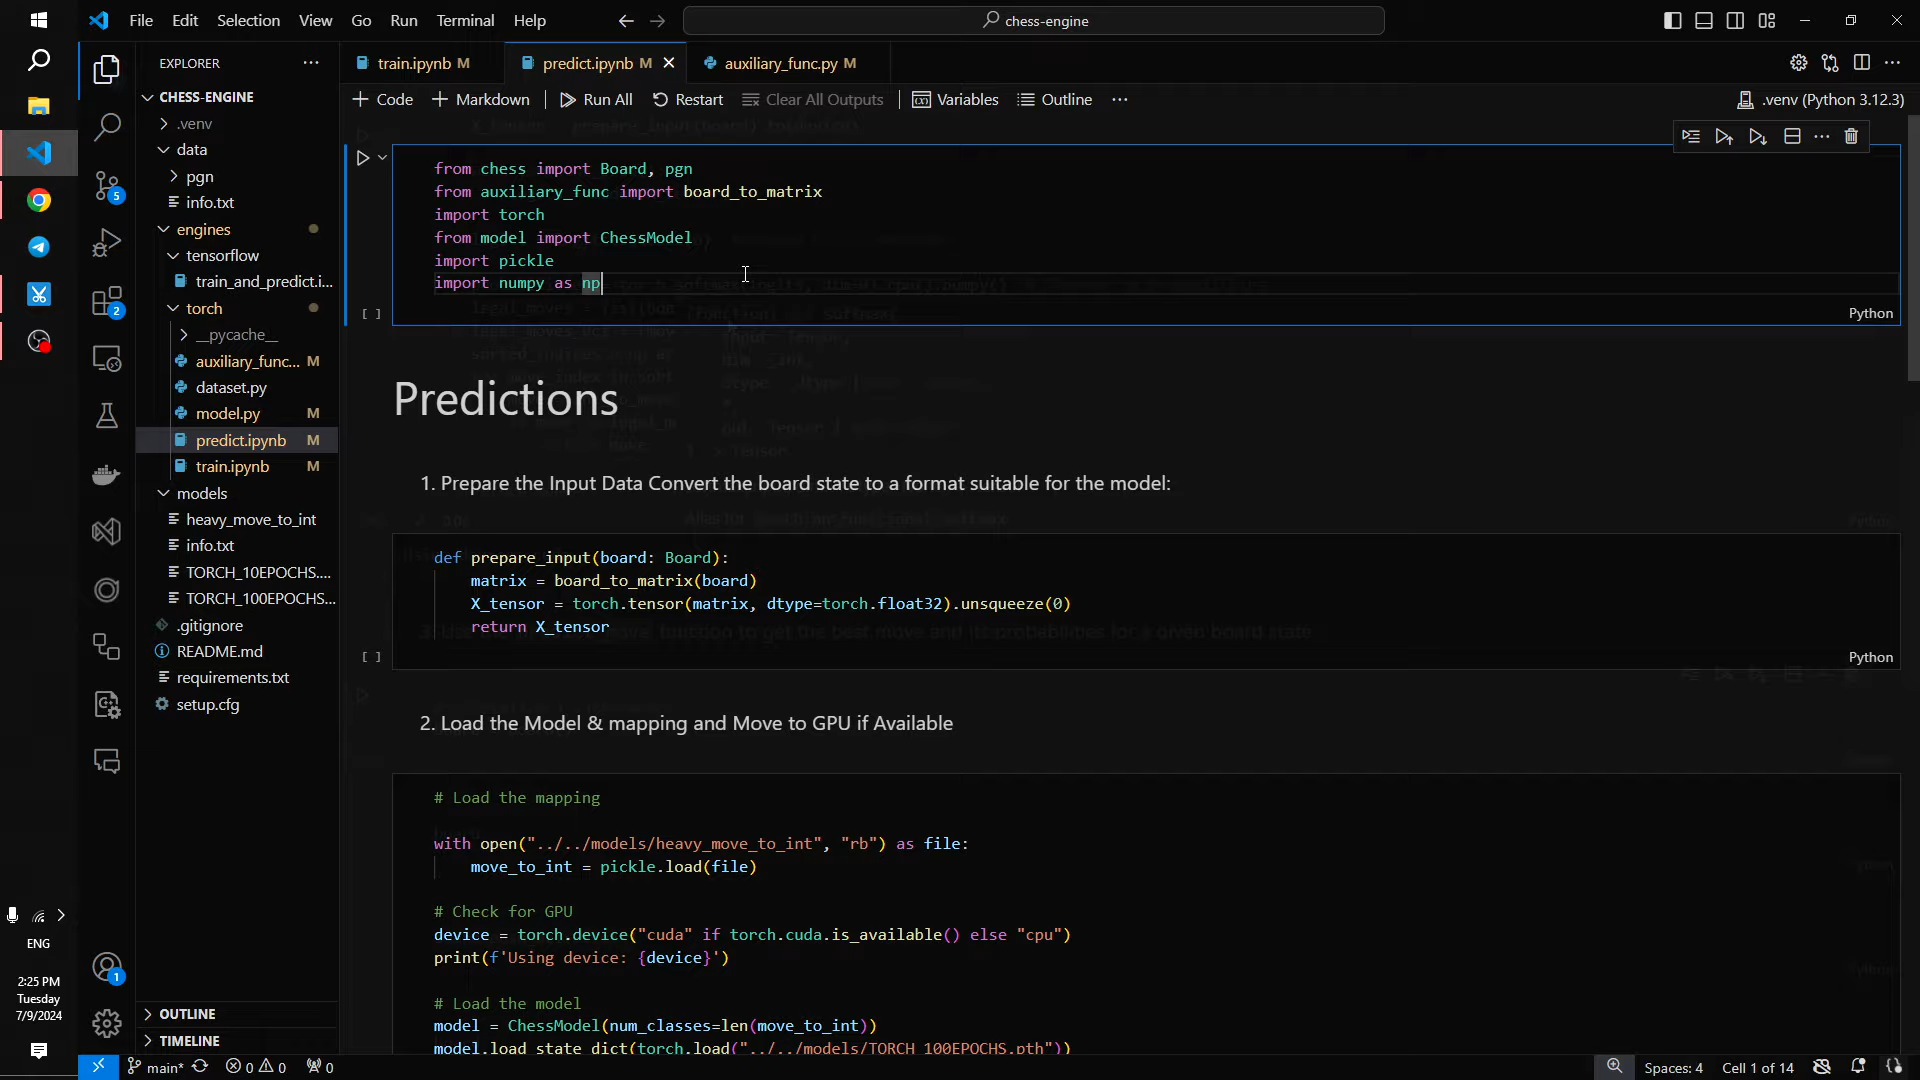 File Edit Selection View Go Run Terminal Help
chess-engine
EXPLORER
CHESS-ENGINE
.venv
data
pgn
info.txt
engines
tensorflow
train_and_predict.i...
torch
__pycache__
auxiliary_func... M
dataset.py
model.py M
predict.ipynb M
train.ipynb M
models
heavy_move_to_int
info.txt
TORCH_10EPOCHS....
TORCH_100EPOCHS...
.gitignore
README.md
requirements.txt
setup.cfg
OUTLINE
TIMELINE
5
2
1
ENG
2:25 PM
Tuesday
7/9/2024
train.ipynb M
predict.ipynb M
auxiliary_func.py M
Code Markdown Run All Restart Clear All Outputs Variables Outline
.venv (Python 3.12.3)
from chess import Board, pgn
from auxiliary_func import board_to_matrix
import torch
from model import ChessModel
import pickle
import numpy as np
[ ]
Python
Predictions
1. Prepare the Input Data Convert the board state to a format suitable for the model:
def prepare_input(board: Board):
matrix = board_to_matrix(board)
X_tensor = torch.tensor(matrix, dtype=torch.float32).unsqueeze(0)
return X_tensor
[ ]
Python
2. Load the Model & mapping and Move to GPU if Available
# Load the mapping
with open("../../models/heavy_move_to_int", "rb") as file:
move_to_int = pickle.load(file)
# Check for GPU
device = torch.device("cuda" if torch.cuda.is_available() else "cpu")
print(f'Using device: {device}')
# Load the model
model = ChessModel(num_classes=len(move_to_int))
model.load_state_dict(torch.load("../../models/TORCH_100EPOCHS.pth"))
main* 0 0 0
Spaces: 4 Cell 1 of 14